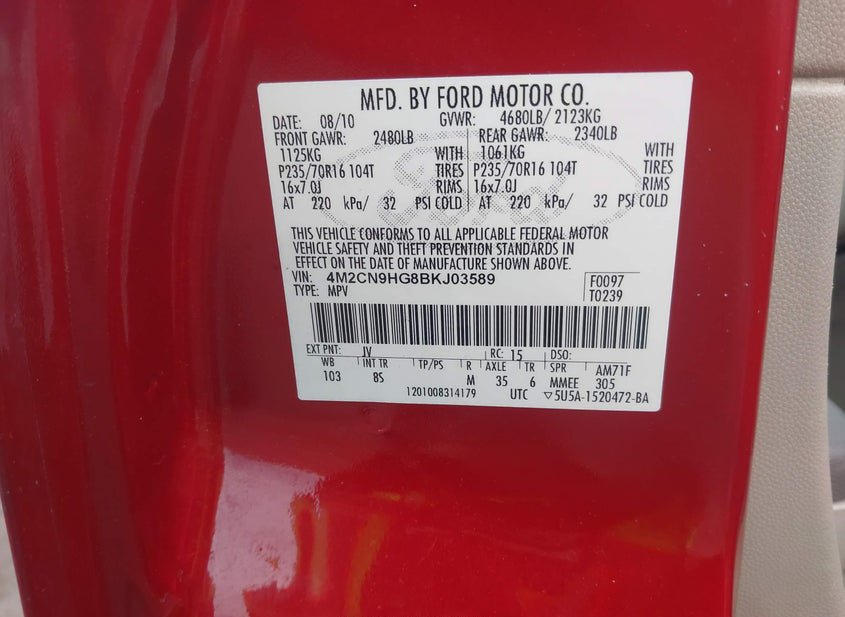 MFD. BY FORD MOTOR CO.
DATE: 08/10 GVWR: 4680LB/ 2123KG
FRONT GAWR: 2480LB REAR GAWR: 2340LB
1125KG WITH 1061KG WITH
P235/70R16 104T TIRES P235/70R16 104T TIRES
16x7.0J RIMS 16x7.0J RIMS
AT 220 kPa/ 32 PSI COLD AT 220 kPa/ 32 PSI COLD
THIS VEHICLE CONFORMS TO ALL APPLICABLE FEDERAL MOTOR
VEHICLE SAFETY AND THEFT PREVENTION STANDARDS IN
EFFECT ON THE DATE OF MANUFACTURE SHOWN ABOVE.
VIN: 4M2CN9HG8BKJ03589 F0097
TYPE: MPV T0239
EXT PNT: JV RC: 15 DSO:
WB INT TR TP/PS R AXLE TR SPR AM71F
103 8S M 35 6 MMEE 305
1201008314179 UTC ▽5U5A-1520472-BA
Ford